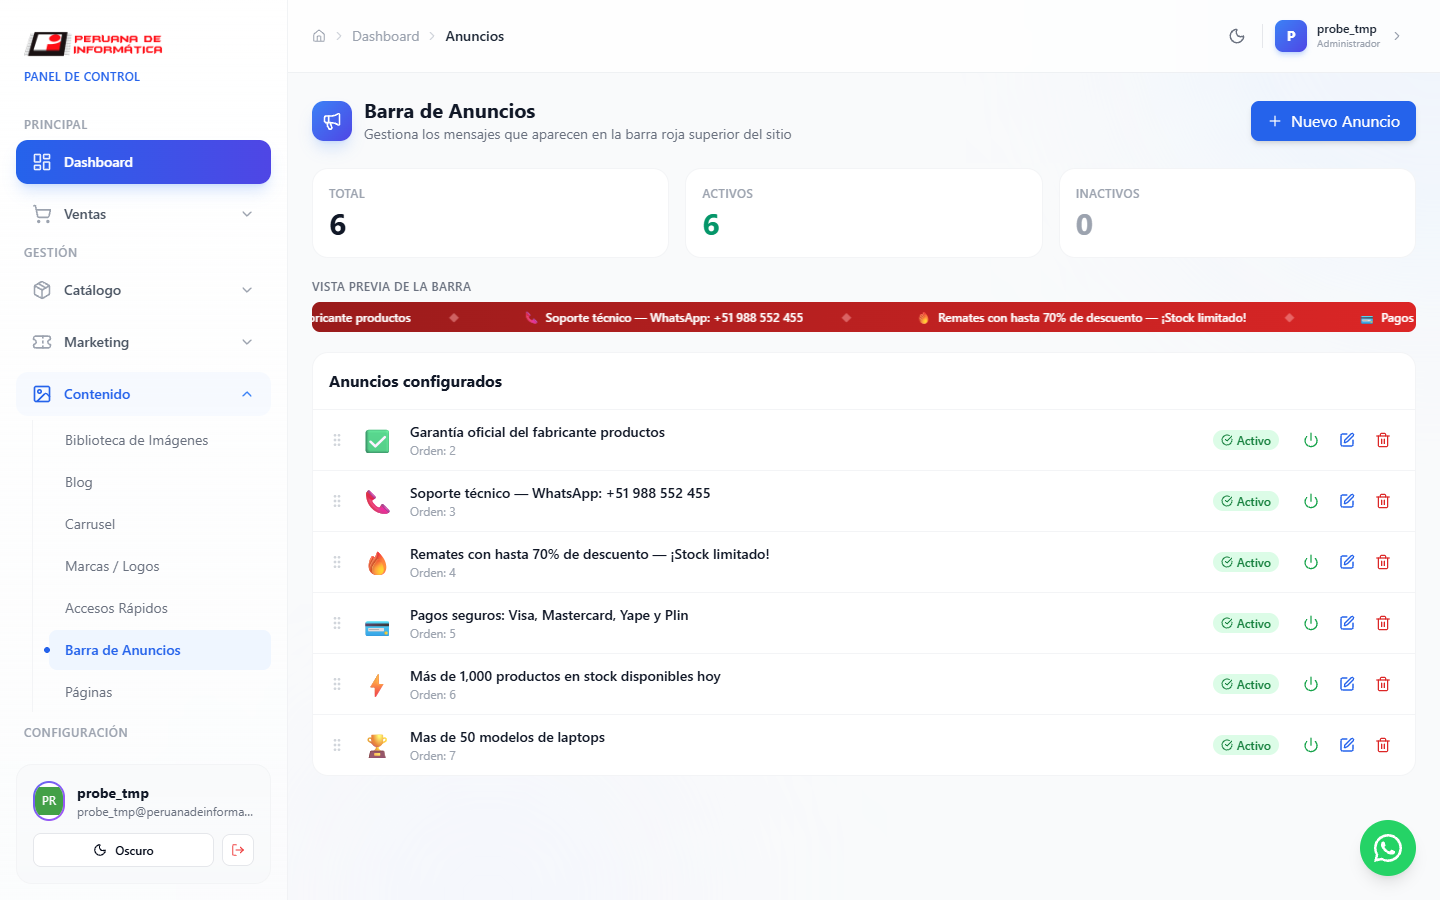 PERUANA DE
INFORMÁTICA
PANEL DE CONTROL
PRINCIPAL
Dashboard
Ventas
GESTIÓN
Catálogo
Marketing
Contenido
Biblioteca de Imágenes
Blog
Carrusel
Marcas / Logos
Accesos Rápidos
Barra de Anuncios
Páginas
CONFIGURACIÓN
PR
probe_tmp
probe_tmp@peruanadeinforma...
Oscuro
Dashboard
Anuncios
P
probe_tmp
Administrador
Barra de Anuncios
Gestiona los mensajes que aparecen en la barra roja superior del sitio
+ Nuevo Anuncio
TOTAL
6
ACTIVOS
6
INACTIVOS
0
VISTA PREVIA DE LA BARRA
bricante productos ◆ Soporte técnico — WhatsApp: +51 988 552 455 ◆ Remates con hasta 70% de descuento — ¡Stock limitado! ◆ Pagos
Anuncios configurados
Garantía oficial del fabricante productos
Orden: 2
Activo
Soporte técnico — WhatsApp: +51 988 552 455
Orden: 3
Activo
Remates con hasta 70% de descuento — ¡Stock limitado!
Orden: 4
Activo
Pagos seguros: Visa, Mastercard, Yape y Plin
Orden: 5
Activo
Más de 1,000 productos en stock disponibles hoy
Orden: 6
Activo
Mas de 50 modelos de laptops
Orden: 7
Activo